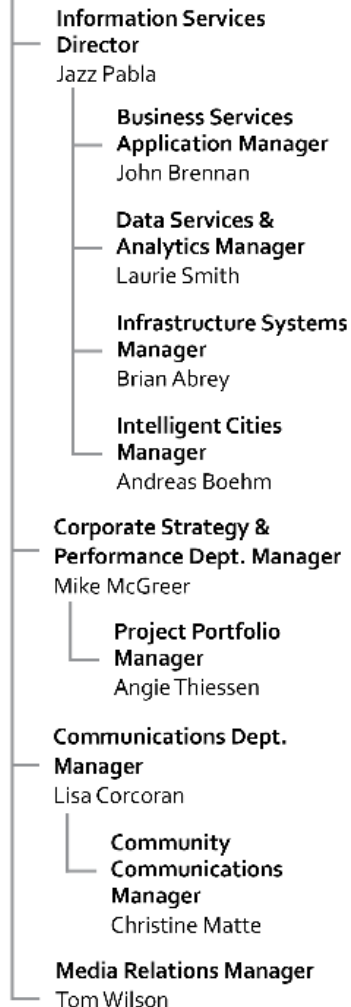 Information Services
Director
Jazz Pabla
Business Services
Application Manager
John Brennan
Data Services &
Analytics Manager
Laurie Smith
Infrastructure Systems
Manager
Brian Abrey
Intelligent Cities
Manager
Andreas Boehm
Corporate Strategy &
Performance Dept. Manager
Mike McGreer
Project Portfolio
Manager
Angie Thiessen
Communications Dept.
Manager
Lisa Corcoran
Community
Communications
Manager
Christine Matte
Media Relations Manager
Tom Wilson